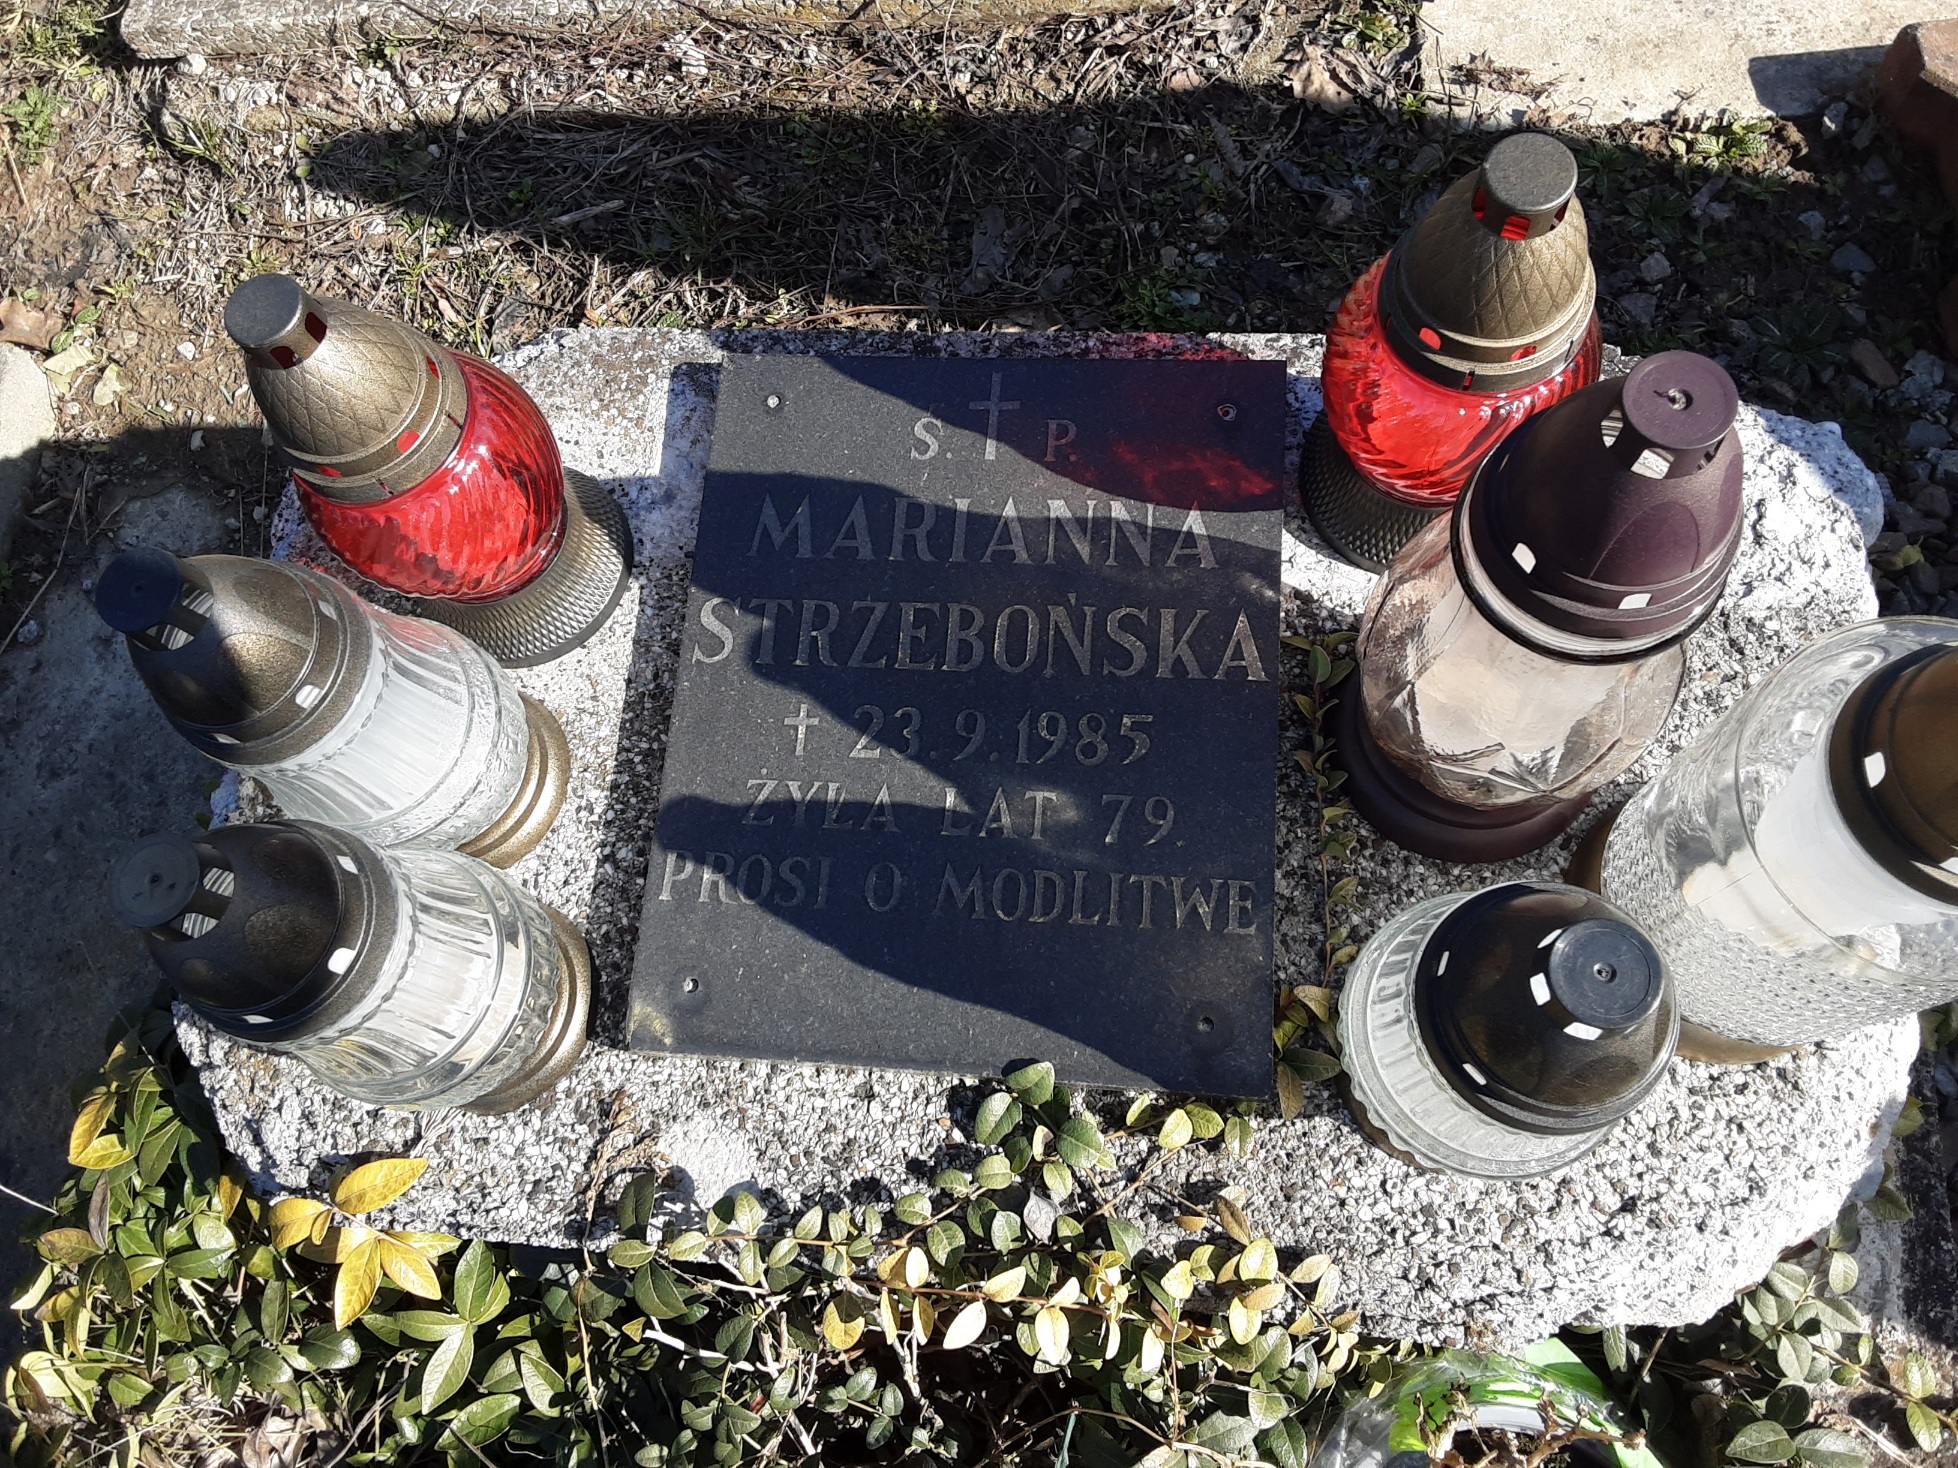 Ś. † P.
MARIANNA
STRZEBOŃSKA
† 23.9.1985
ŻYŁA LAT 79.
PROSI O MODLITWE